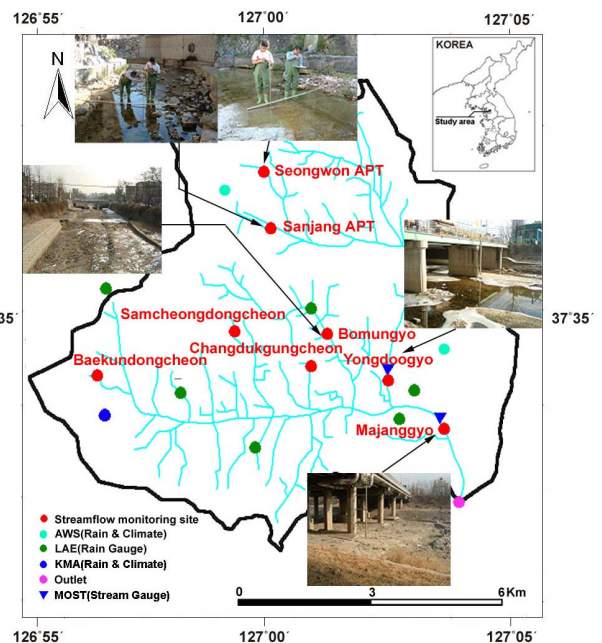 126°55′ 127°00′ 127°05′
N
KOREA
Study area
Seongwon APT
Sanjang APT
35′ 37°35′
Samcheongdongcheon
Bomungyo
Changdukgungcheon
Yongdoogyo
Baekundongcheon
Majanggyo
Streamflow monitoring site
AWS(Rain & Climate)
LAE(Rain Gauge)
KMA(Rain & Climate)
Outlet
MOST(Stream Gauge)
0 3 6 Km
126°55′ 127°00′ 127°05′